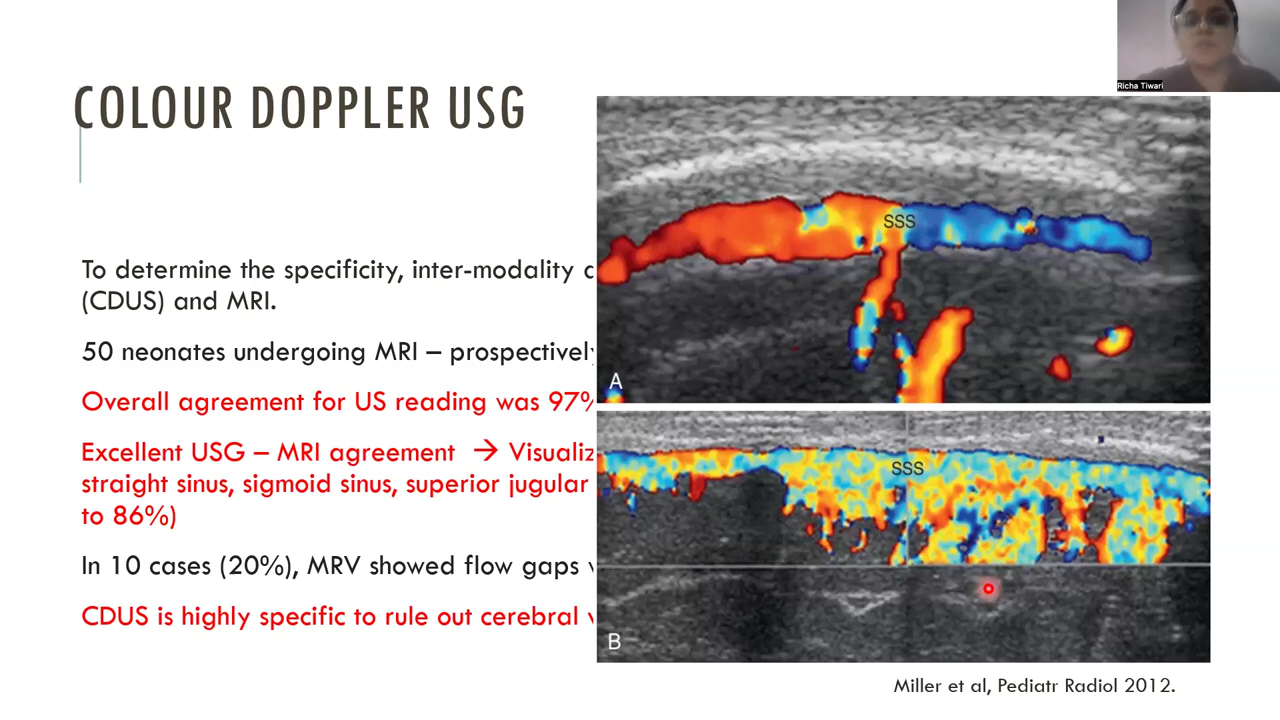 Richa Tiwari
COLOUR DOPPLER USG
To determine the specificity, inter-modality
(CDUS) and MRI.
50 neonates undergoing MRI – prospectively
Overall agreement for US reading was 97%
Excellent USG – MRI agreement → Visualiz
straight sinus, sigmoid sinus, superior jugular
to 86%)
In 10 cases (20%), MRV showed flow gaps
CDUS is highly specific to rule out cerebral
SSS
A
SSS
B
Miller et al, Pediatr Radiol 2012.